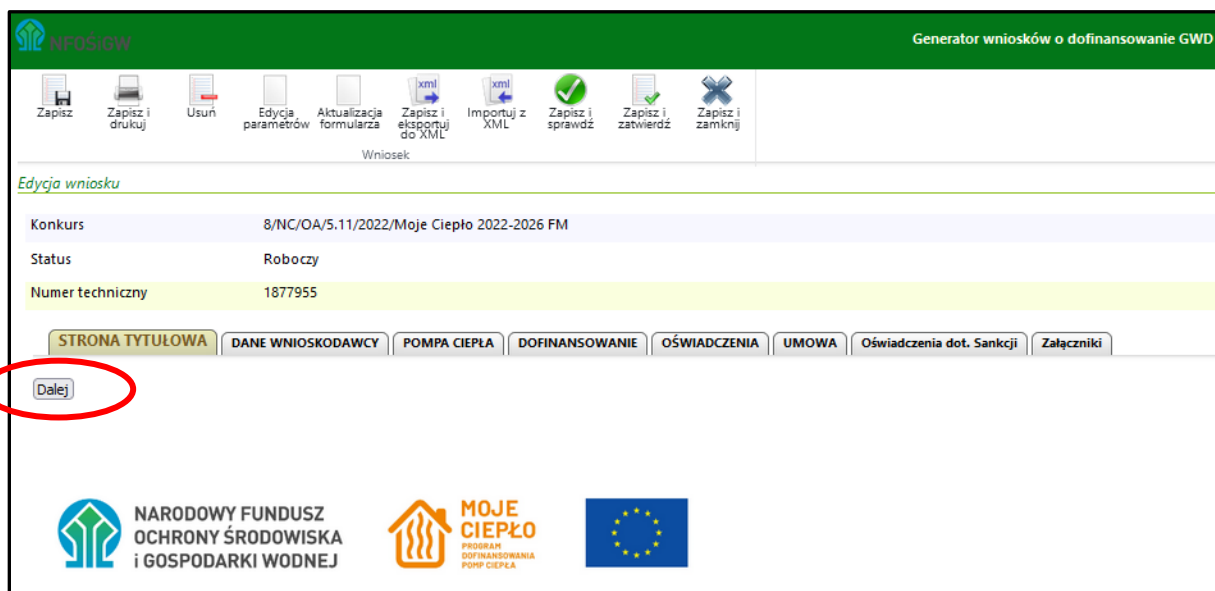 NFOŚiGW
Generator wniosków o dofinansowanie GWD
Zapisz
Zapisz i drukuj
Usuń
Edycja parametrów
Aktualizacja formularza
xml
Zapisz i eksportuj do XML
xml
Importuj z XML
Zapisz i sprawdź
Zapisz i zatwierdź
Zapisz i zamknij
Wniosek
Edycja wniosku
Konkurs 8/NC/OA/5.11/2022/Moje Ciepło 2022-2026 FM
Status Roboczy
Numer techniczny 1877955
STRONA TYTUŁOWA DANE WNIOSKODAWCY POMPA CIEPŁA DOFINANSOWANIE OŚWIADCZENIA UMOWA Oświadczenia dot. Sankcji Załączniki
Dalej
NARODOWY FUNDUSZ
OCHRONY ŚRODOWISKA
i GOSPODARKI WODNEJ
MOJE
CIEPŁO
PROGRAM
DOFINANSOWANIA
POMP CIEPŁA